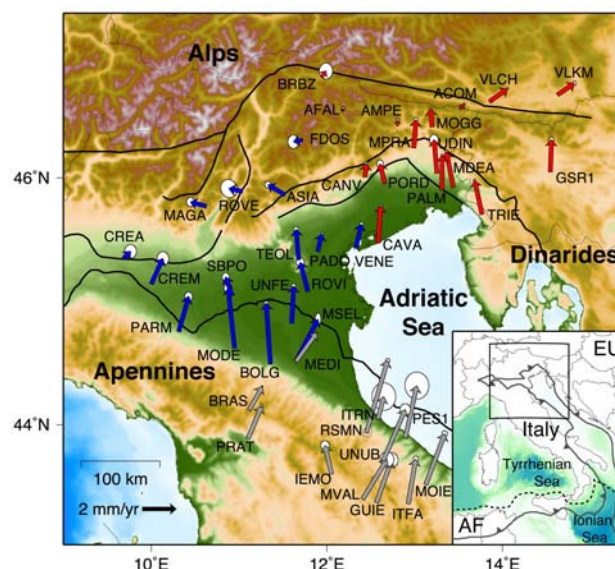 Alps
BRBZ
VLCH
VLKM
ACOM
AFAL
AMPE
MOGG
FDOS
MPRA
UDIN
46°N
MDEA
GSR1
CANV
PORD
ASIA
ROVE
PALM
MAGA
TRIE
CREA
TEOL
CAVA
Dinarides
SBPO
PADO
VENE
CREM
UNFE
ROVI
Adriatic
Sea
PARM
MSEL
MODE
MEDI
BOLG
EU
Apennines
BRAS
ITRN
PES1
RSMN
Italy
44°N
PRAT
UNUB
Tyrrhenian
Sea
100 km
IEMO
MVAL
MOIE
2 mm/yr
GUIE
ITFA
AF
Ionian
Sea
10°E
12°E
14°E